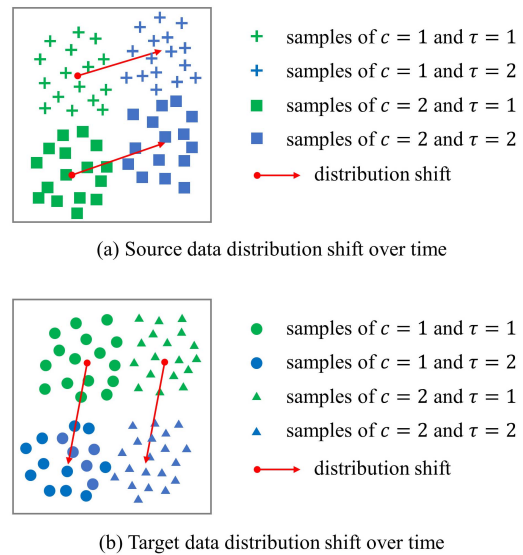 samples of c = 1 and τ = 1
samples of c = 1 and τ = 2
samples of c = 2 and τ = 1
samples of c = 2 and τ = 2
distribution shift
(a) Source data distribution shift over time
samples of c = 1 and τ = 1
samples of c = 1 and τ = 2
samples of c = 2 and τ = 1
samples of c = 2 and τ = 2
distribution shift
(b) Target data distribution shift over time